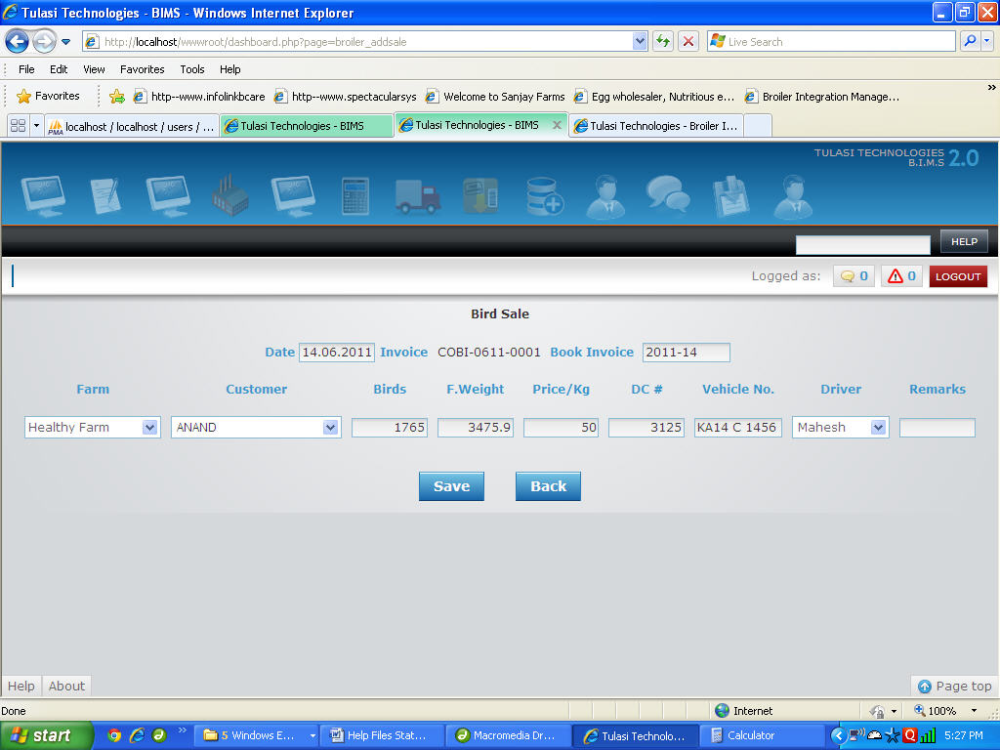 Tulasi Technologies - BIMS - Windows Internet Explorer
http://localhost/wwwroot/dashboard.php?page=broiler_addsale
Live Search
File Edit View Favorites Tools Help
Favorites http--www.infolinkbcare http--www.spectacularsys Welcome to Sanjay Farms Egg wholesaler, Nutritious e... Broiler Integration Manage...
PMA localhost / localhost / users / ... Tulasi Technologies - BIMS Tulasi Technologies - BIMS Tulasi Technologies - Broiler I...
TULASI TECHNOLOGIES
B.I.M.S 2.0
HELP
Logged as: 0 0 LOGOUT
Bird Sale
Date 14.06.2011 Invoice COBI-0611-0001 Book Invoice 2011-14
Farm Customer Birds F.Weight Price/Kg DC # Vehicle No. Driver Remarks
Healthy Farm ANAND 1765 3475.9 50 3125 KA14 C 1456 Mahesh
Save Back
Help About Page top
Done Internet 100%
start 5 Windows E... Help Files Stat... Macromedia Dr... Tulasi Technolo... Calculator 5:27 PM